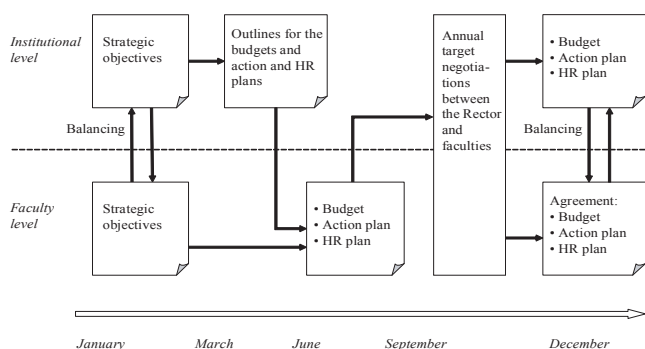 Institutional
level
Strategic
objectives
Outlines for the
budgets and
action and HR
plans
Annual
target
negotia-
tions
between
the Rector
and
faculties
• Budget
• Action plan
• HR plan
Balancing
Balancing
Faculty
level
Strategic
objectives
• Budget
• Action plan
• HR plan
Agreement:
• Budget
• Action plan
• HR plan
January
March
June
September
December